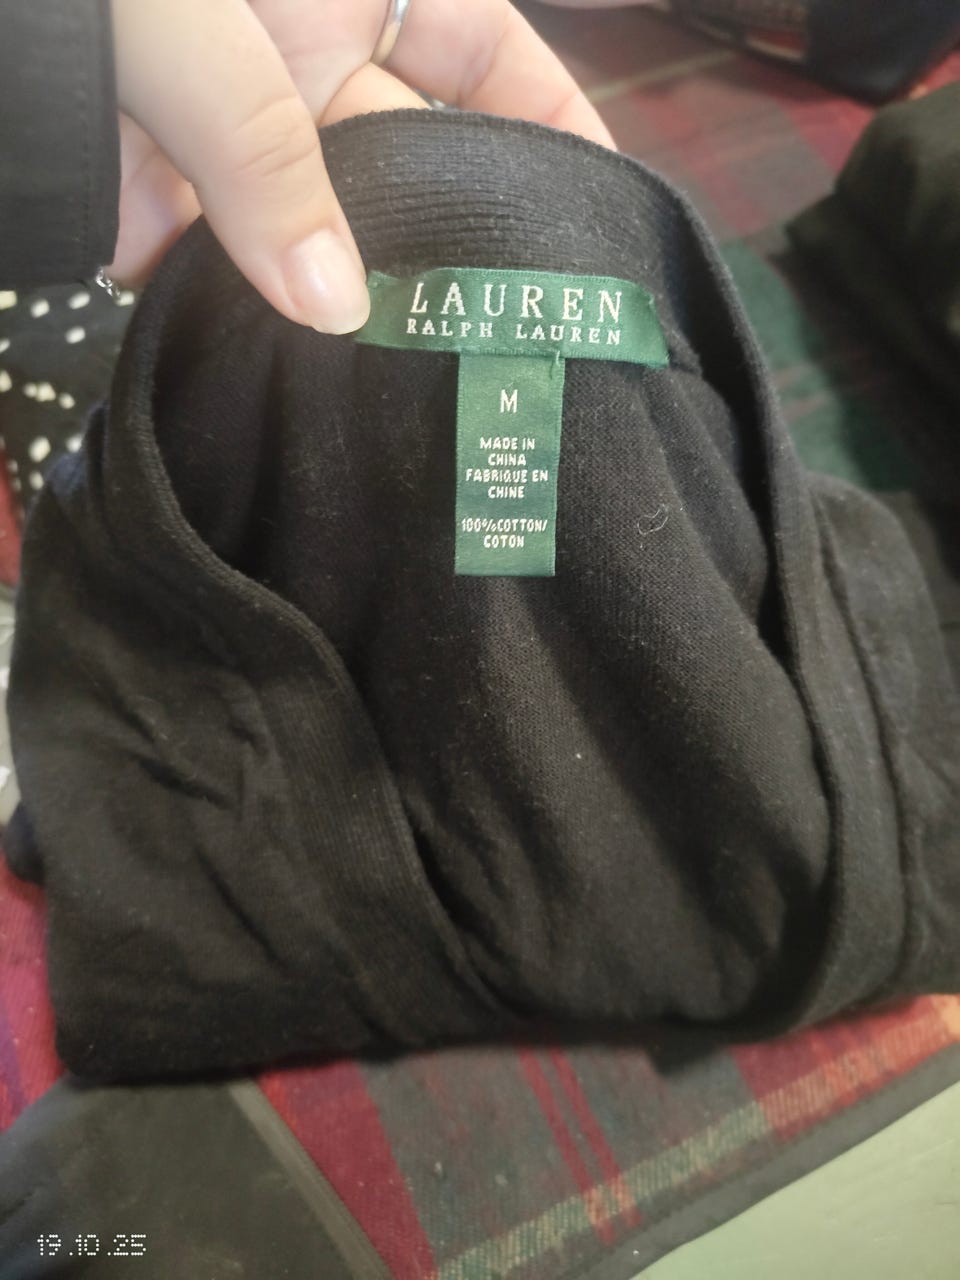 LAUREN
RALPH LAUREN
M
MADE IN
CHINA
FABRIQUE EN
CHINE
100%COTTON/
COTON
19.10.25